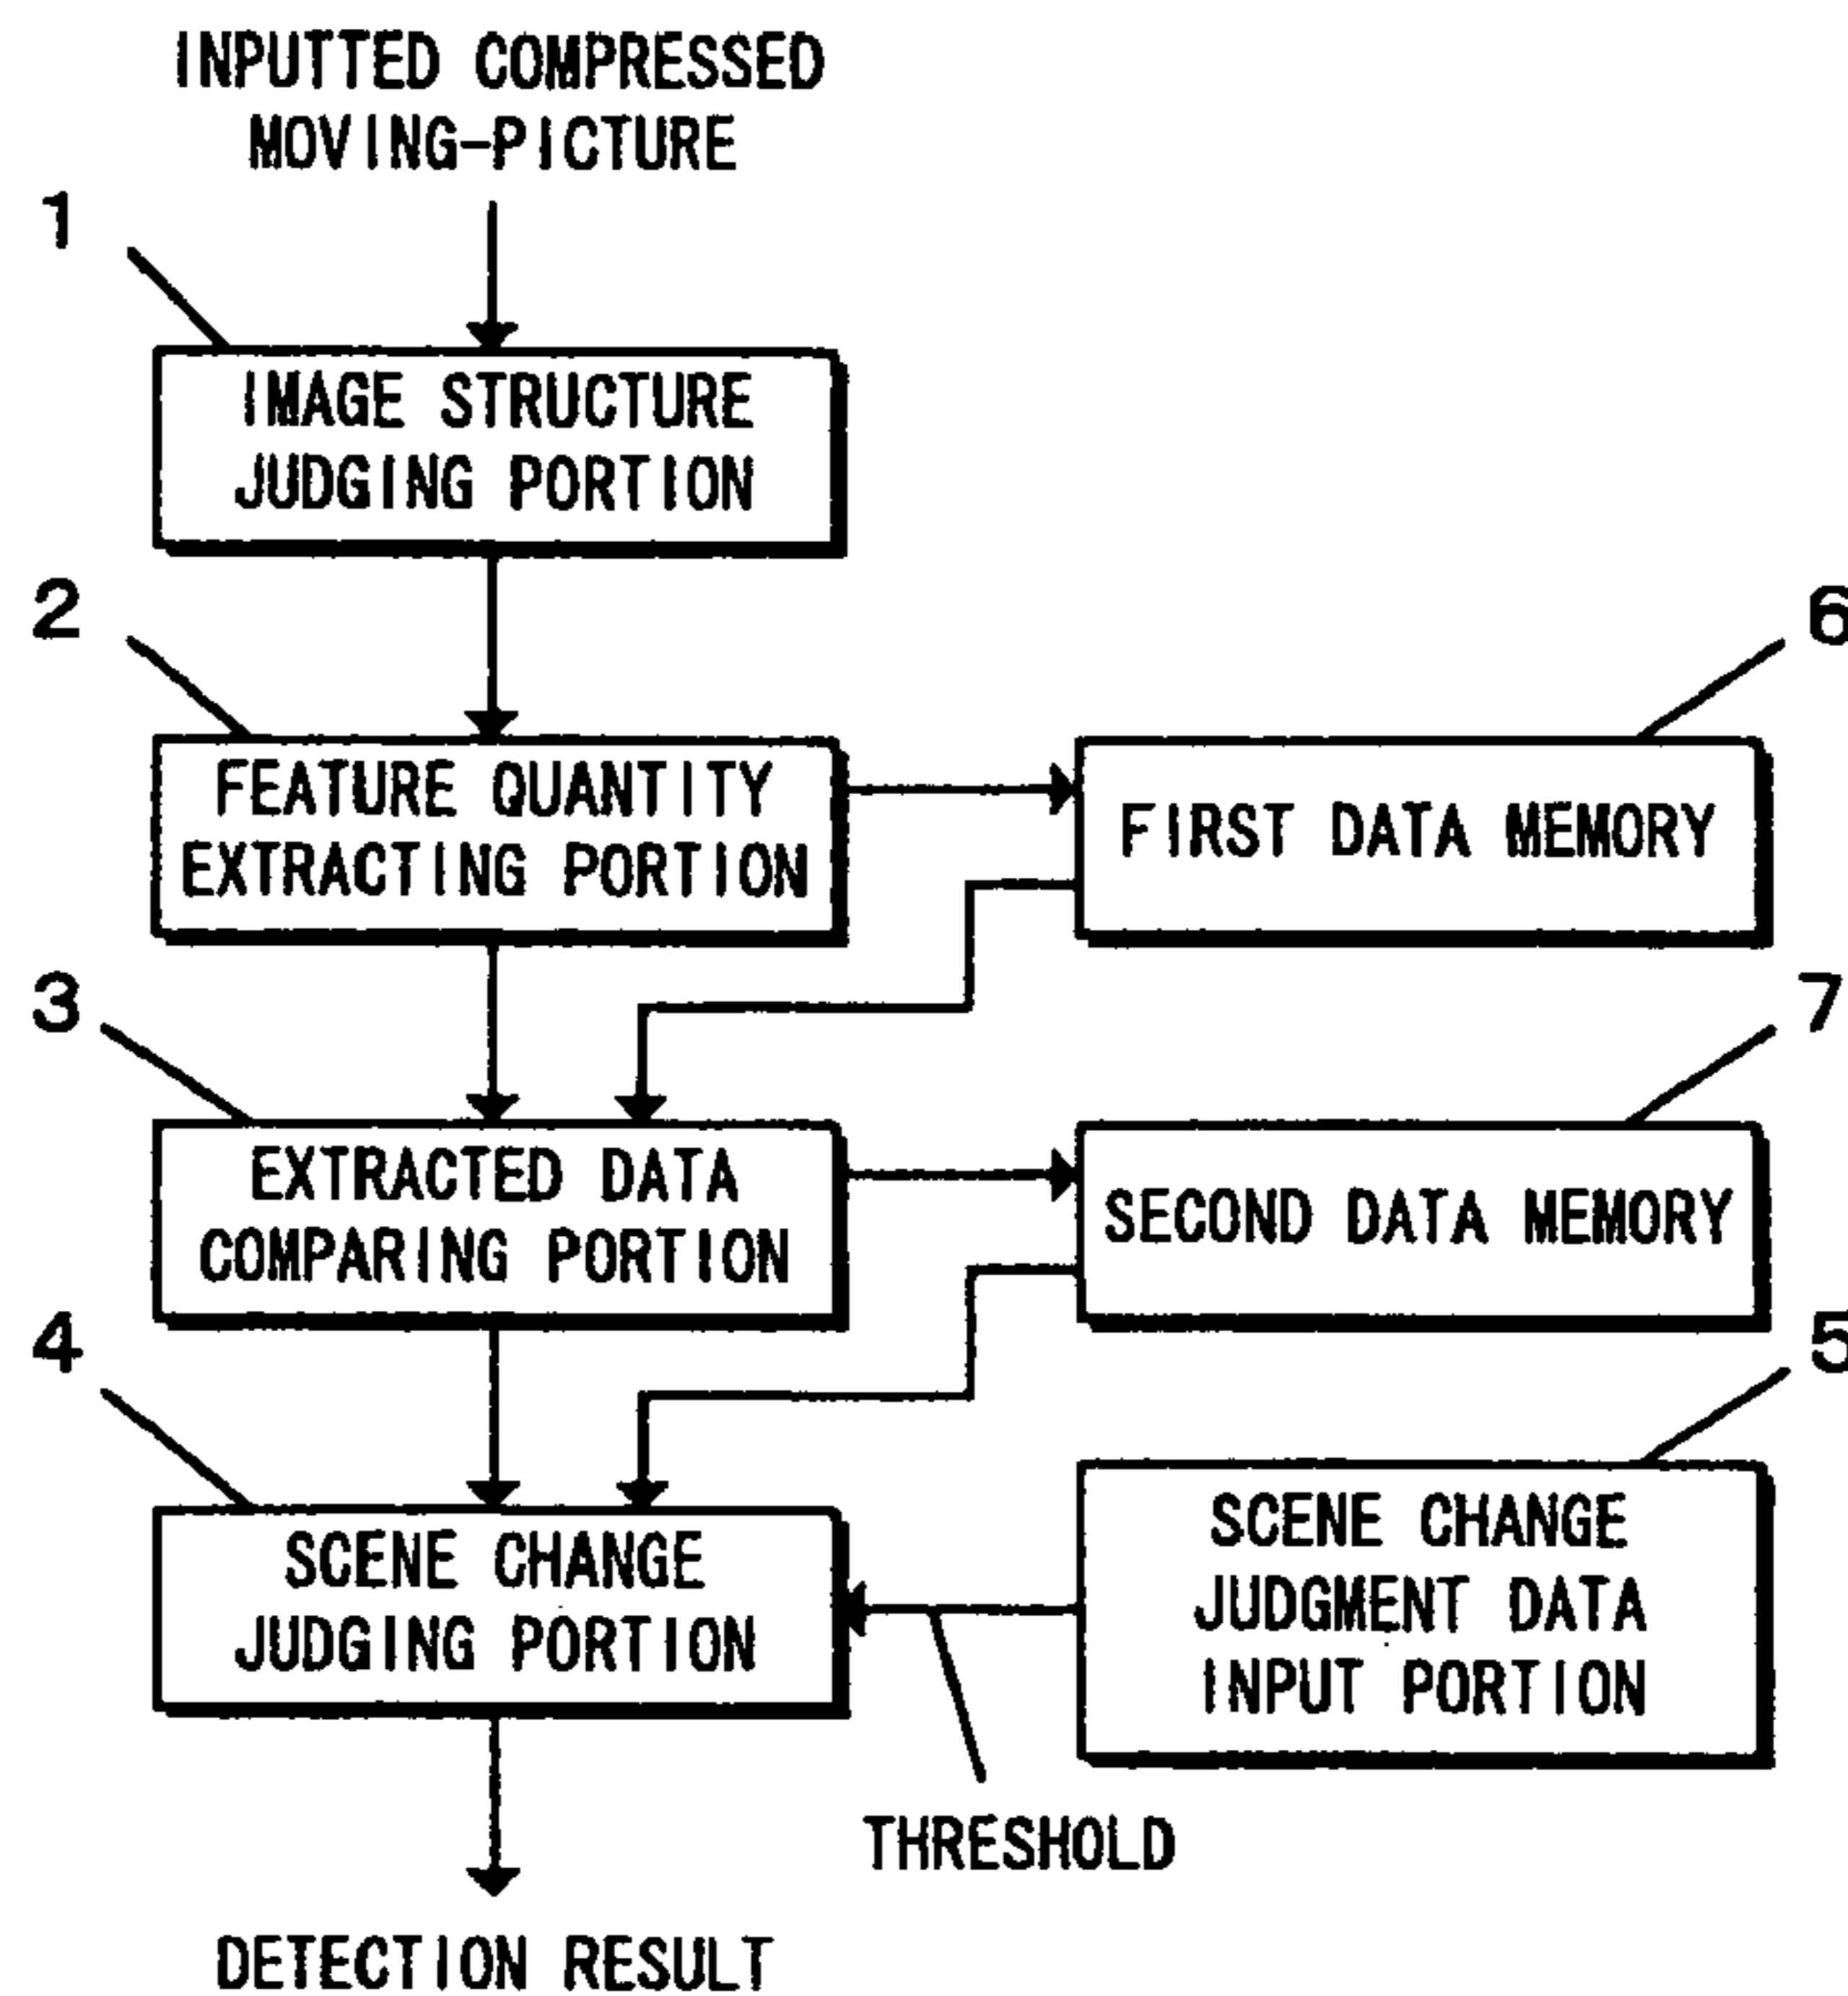 INPUTTED COMPRESSED
MOVING-PICTURE
1
IMAGE STRUCTURE
JUDGING PORTION
2
6
FEATURE QUANTITY
EXTRACTING PORTION
FIRST DATA MEMORY
3
7
EXTRACTED DATA
COMPARING PORTION
SECOND DATA MEMORY
4
5
SCENE CHANGE
JUDGING PORTION
SCENE CHANGE
JUDGMENT DATA
INPUT PORTION
THRESHOLD
DETECTION RESULT